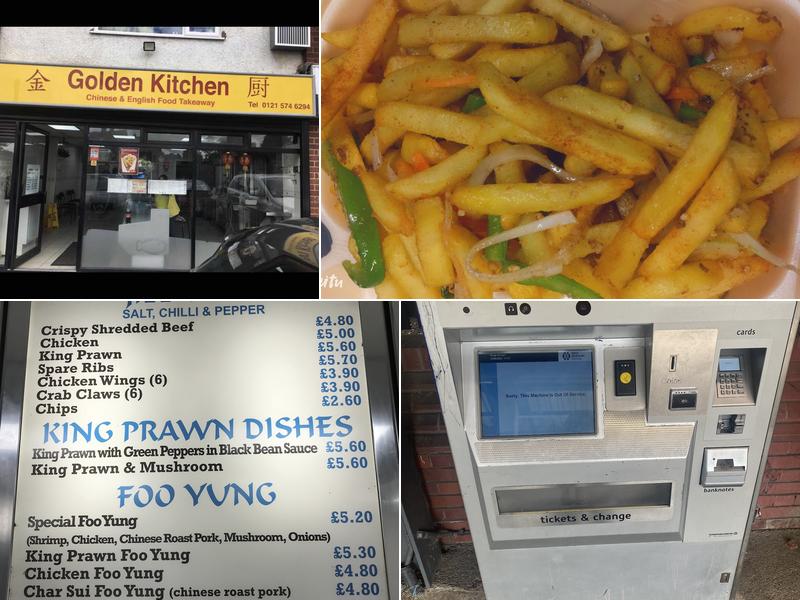 金 Golden Kitchen 厨
Chinese & English Food Takeaway
Tel 0121 574 6294
SALT, CHILLI & PEPPER
Crispy Shredded Beef £4.80
Chicken £5.00
King Prawn £5.60
Spare Ribs £5.70
Chicken Wings (6) £3.90
Crab Claws (6) £3.90
Chips £2.60
KING PRAWN DISHES
King Prawn with Green Peppers in Black Bean Sauce £5.60
King Prawn & Mushroom £5.60
FOO YUNG
Special Foo Yung £5.20
(Shrimp, Chicken, Chinese Roast Pork, Mushroom, Onions)
King Prawn Foo Yung £5.30
Chicken Foo Yung £4.80
Char Sui Foo Yung (chinese roast pork) £4.80
cards
Sorry, This Machine is Out Of Service.
banknotes
tickets & change